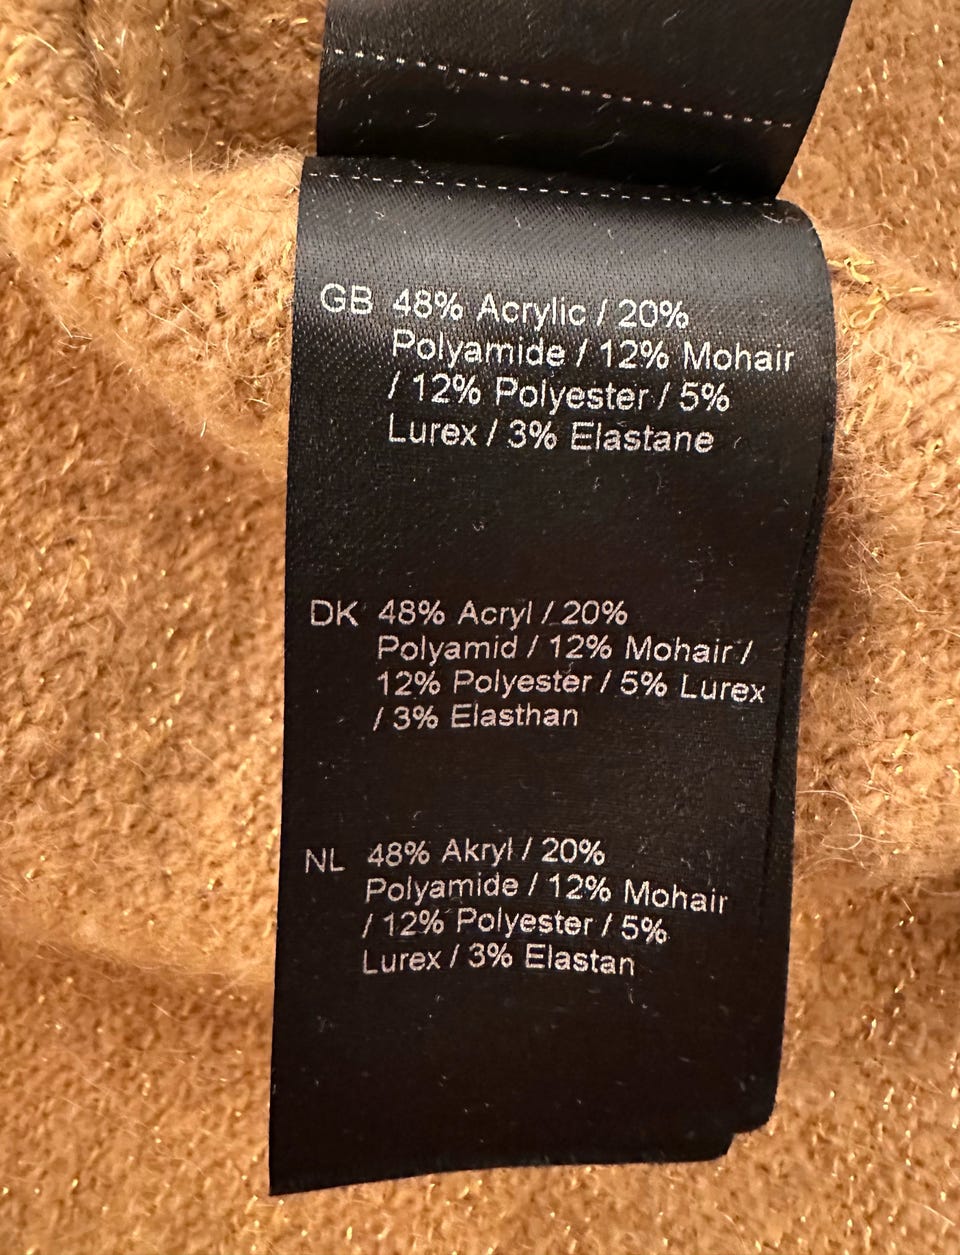 GB 48% Acrylic / 20%
Polyamide / 12% Mohair
/ 12% Polyester / 5%
Lurex / 3% Elastane
DK 48% Acryl / 20%
Polyamid / 12% Mohair /
12% Polyester / 5% Lurex
/ 3% Elasthan
NL 48% Akryl / 20%
Polyamide / 12% Mohair
/ 12% Polyester / 5%
Lurex / 3% Elastan